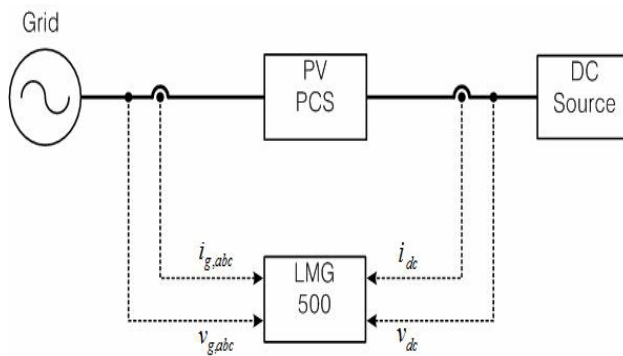 Grid
PV
PCS
DC
Source
i_{g,abc}
LMG
500
i_{dc}
v_{g,abc}
v_{dc}